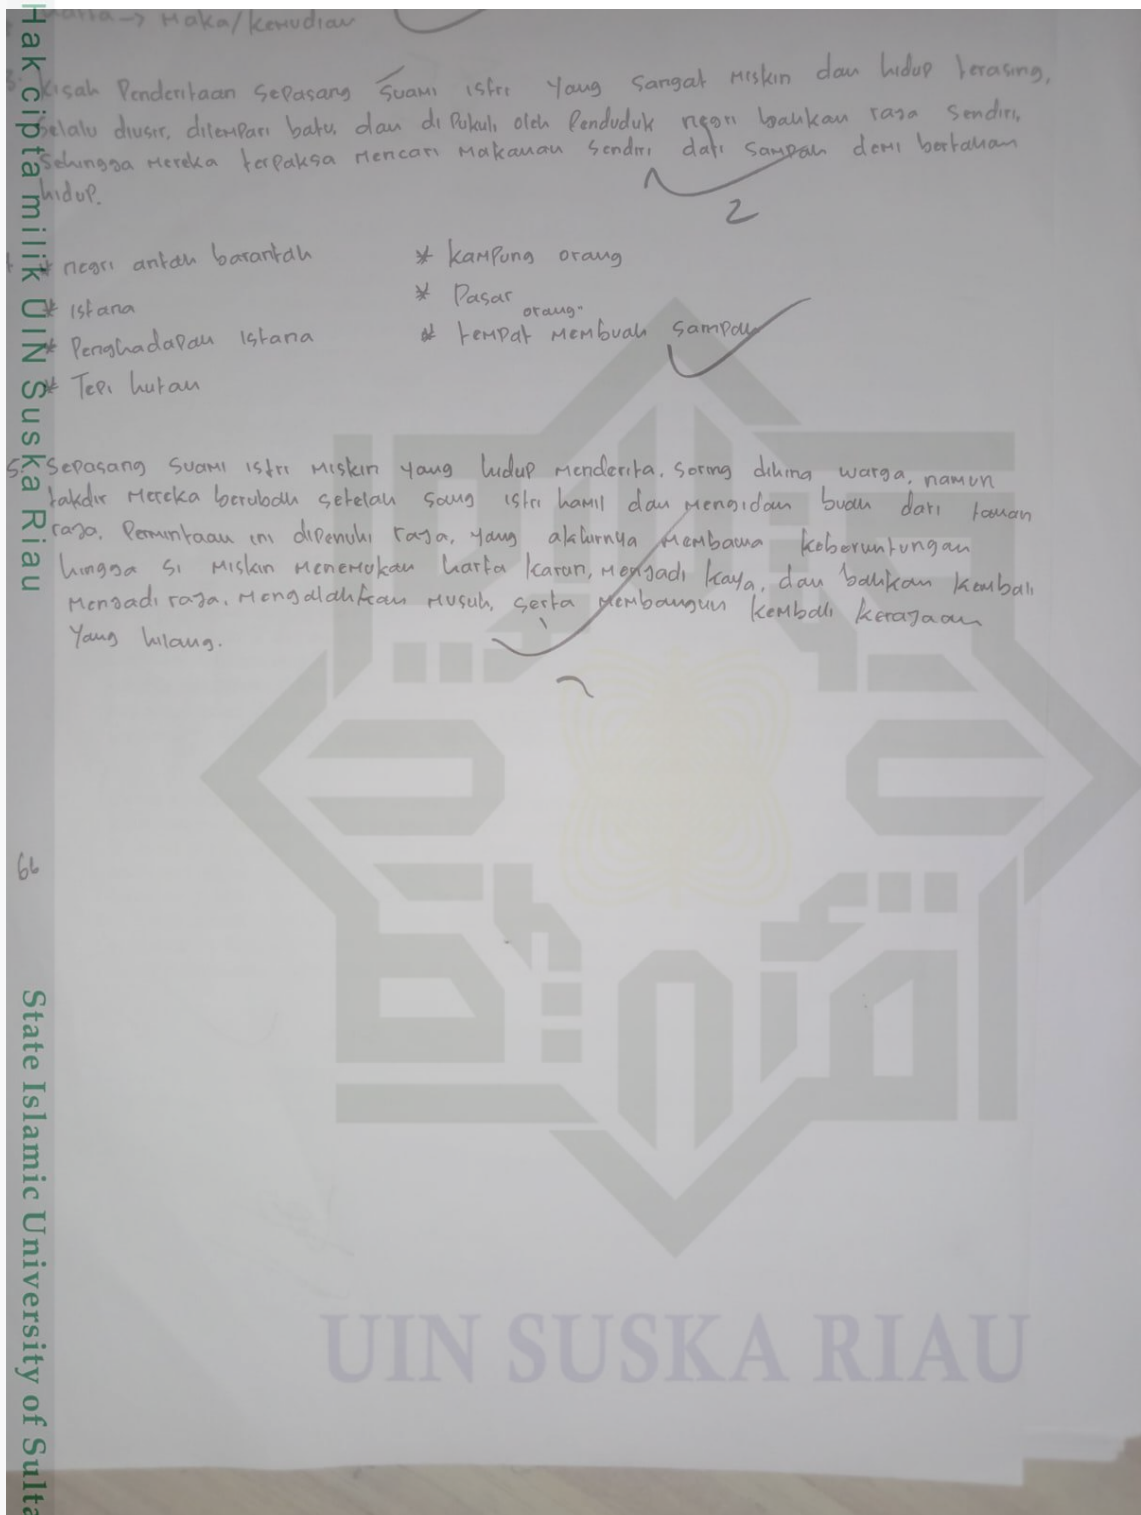 → Maka/kemudian
3. Kisah Penderitaan Sepasang Suami istri Yang Sangat Miskin dan hidup terasing,
Selalu diusir, dilempari batu, dan di Pukuli oleh Penduduk negri bahkan raja Sendiri,
Sehingga Mereka terpaksa Mencari Makanan Sendiri dari Sampah demi bertahan
hidup.
2
* negri antah barantah
* Istana
* Penghadapan Istana
* Tepi hutan
* Kampung orang
* Pasar
* tempat Membuah orang" Sampah
5. Sepasang Suami istri Miskin yang hidup Menderita. Sering dihina warga, namun
takdir Mereka berubah setelah sang istri hamil dan Mengidam buah dari taman
raja. Permintaan ini dipenuhi raja, yang akhirnya Membawa keberuntungan
hingga Si Miskin Menemukan harta karun, Menjadi kaya, dan bahkan kembali
Menjadi raja. Mengalahkan Musuh, serta Membangun kembali kerajaan
Yang hilang.
2
66
Hak cipta milik UIN Suska Riau
State Islamic University of Sulta
UIN SUSKA RIAU